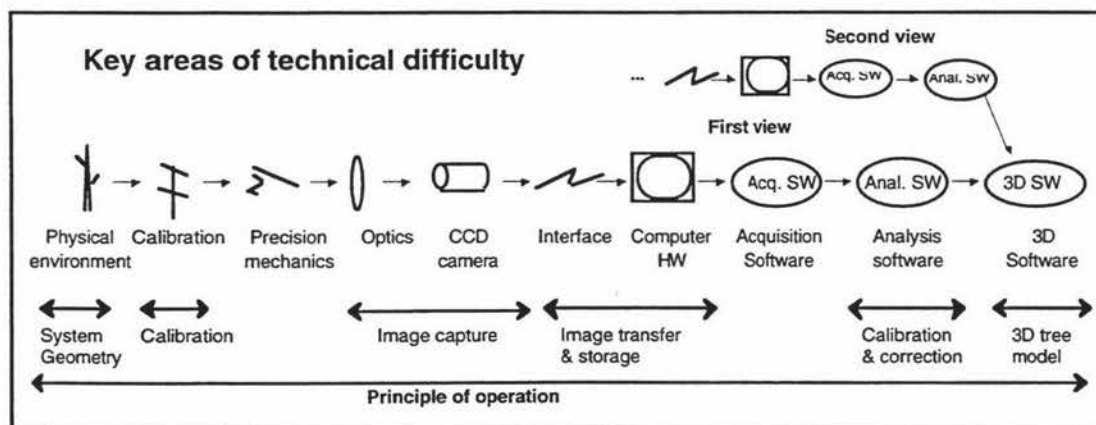 Key areas of technical difficulty
Second view
... Acq. SW Anal. SW
First view
Acq. SW Anal. SW 3D SW
Physical environment
Calibration
Precision mechanics
Optics
CCD camera
Interface
Computer HW
Acquisition Software
Analysis software
3D Software
System Geometry
Calibration
Image capture
Image transfer & storage
Calibration & correction
3D tree model
Principle of operation